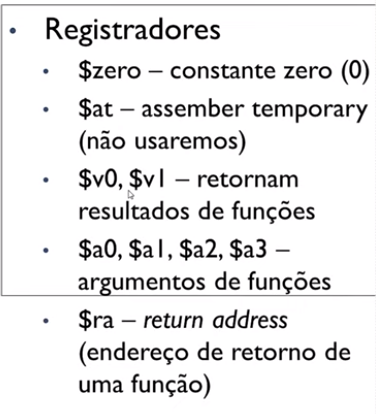 • Registradores
• $zero – constante zero (0)
• $at – assember temporary
(não usaremos)
• $v0, $v1 – retornam
resultados de funções
• $a0, $a1, $a2, $a3 –
argumentos de funções
• $ra – return address
(endereço de retorno de
uma função)